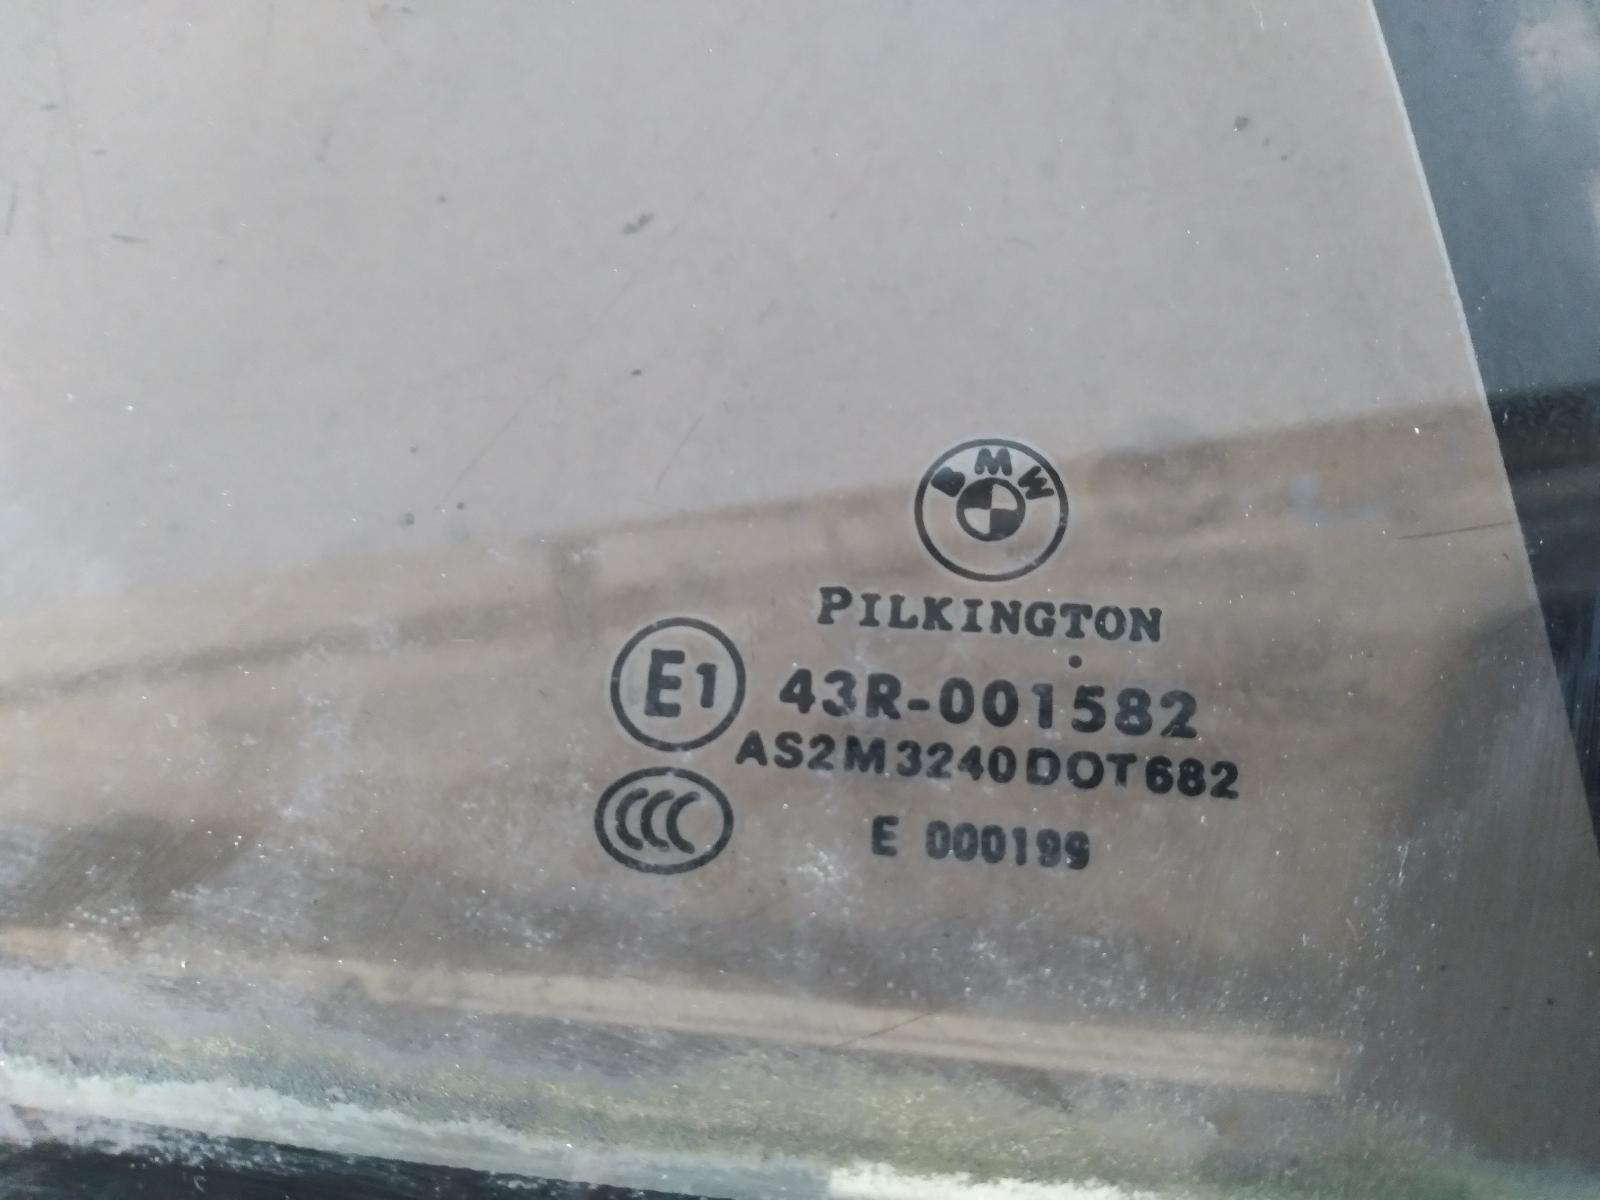 BMW
PILKINGTON
E1 43R-001582
AS2M3240DOT682
CCC E 000199